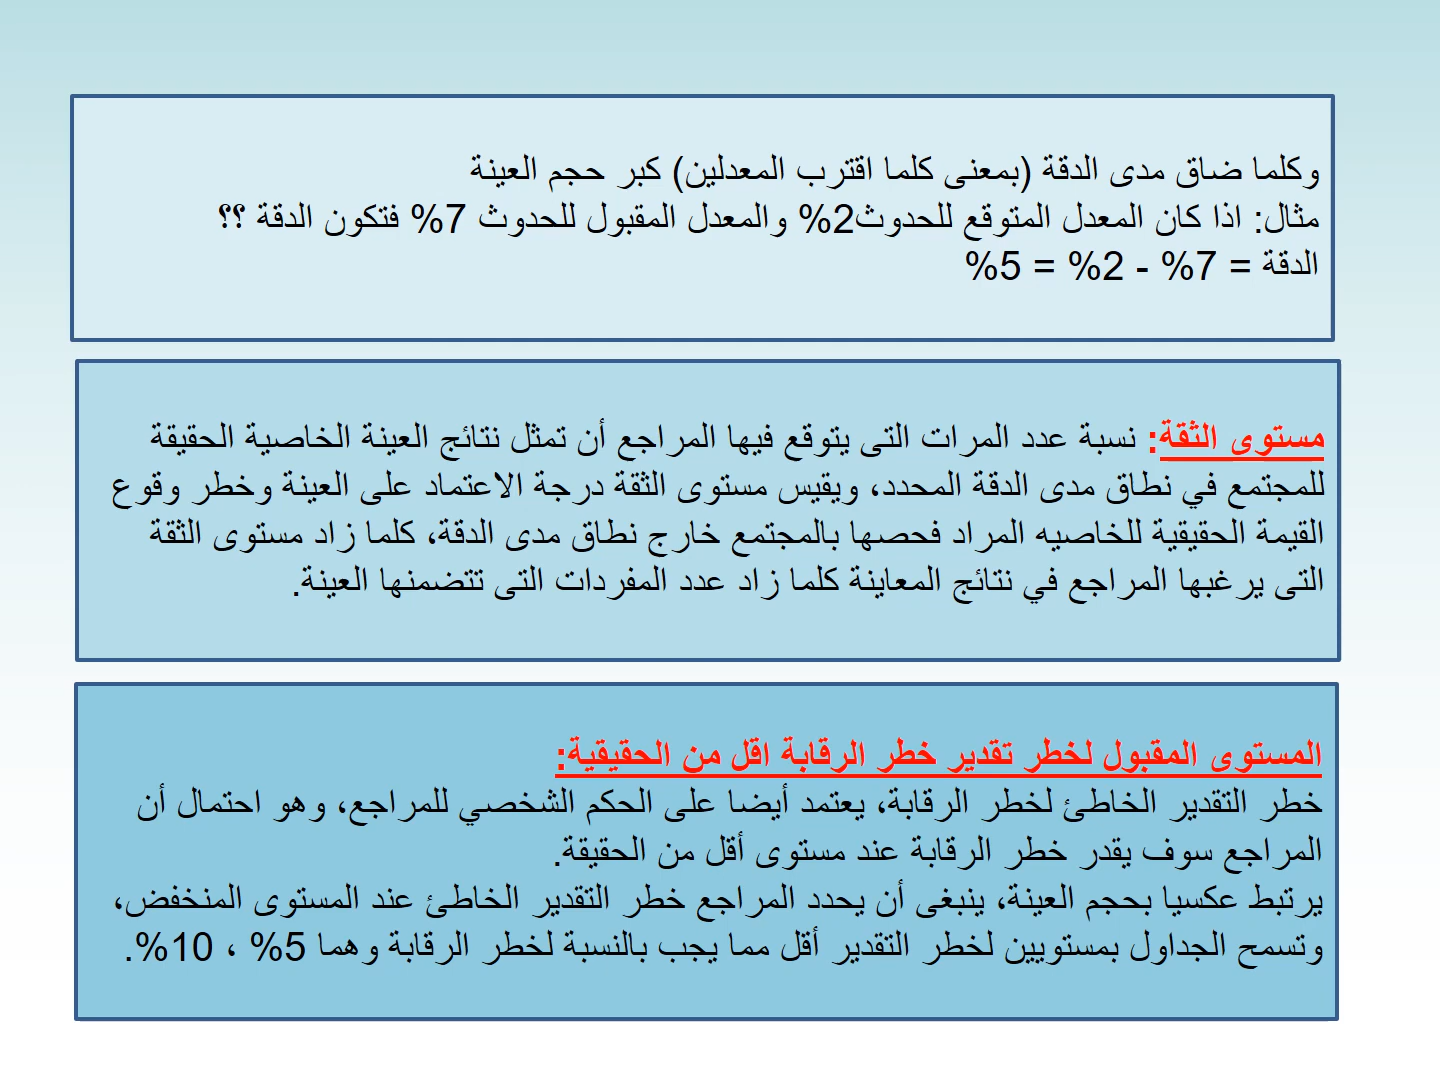 وكلما ضاق مدى الدقة (بمعنى كلما اقترب المعدلين) كبر حجم العينة
مثال: اذا كان المعدل المتوقع للحدوث2% والمعدل المقبول للحدوث 7% فتكون الدقة ؟؟
الدقة = 7% - 2% = 5%
مستوى الثقة: نسبة عدد المرات التى يتوقع فيها المراجع أن تمثل نتائج العينة الخاصية الحقيقة
للمجتمع في نطاق مدى الدقة المحدد، ويقيس مستوى الثقة درجة الاعتماد على العينة وخطر وقوع
القيمة الحقيقية للخاصيه المراد فحصها بالمجتمع خارج نطاق مدى الدقة، كلما زاد مستوى الثقة
التى يرغبها المراجع في نتائج المعاينة كلما زاد عدد المفردات التى تتضمنها العينة.
المستوى المقبول لخطر تقدير خطر الرقابة اقل من الحقيقية:
خطر التقدير الخاطئ لخطر الرقابة، يعتمد أيضا على الحكم الشخصي للمراجع، وهو احتمال أن
المراجع سوف يقدر خطر الرقابة عند مستوى أقل من الحقيقة.
يرتبط عكسيا بحجم العينة، ينبغى أن يحدد المراجع خطر التقدير الخاطئ عند المستوى المنخفض،
وتسمح الجداول بمستويين لخطر التقدير أقل مما يجب بالنسبة لخطر الرقابة وهما 5% ، 10%.